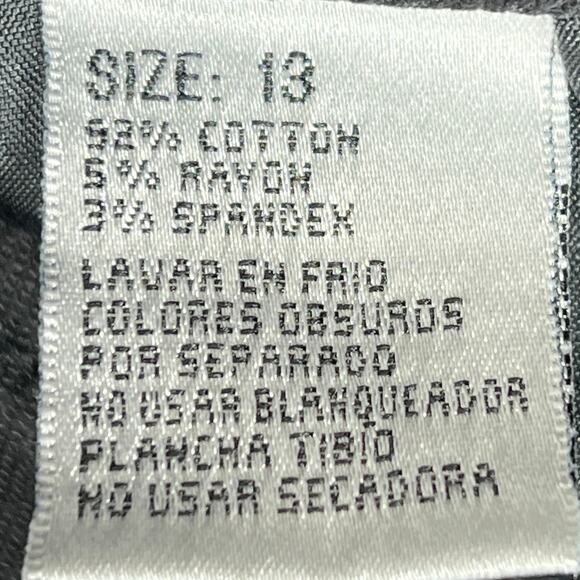 SIZE: 13
92% COTTON
5% RAYON
3% SPANDEX
LAVAR EN FRIO
COLORES OBSUROS
POR SEPARADO
NO USAR BLANQUEADOR
PLANCHA TIBIO
NO USAR SECADORA